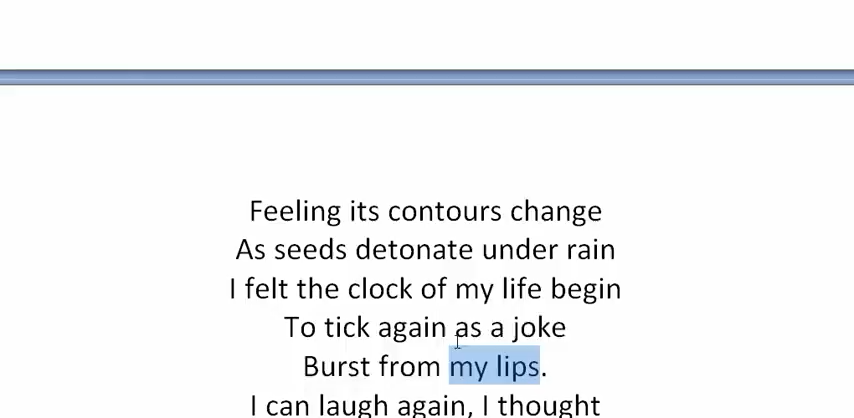 Feeling its contours change
As seeds detonate under rain
I felt the clock of my life begin
To tick again as a joke
Burst from my lips.
I can laugh again, I thought